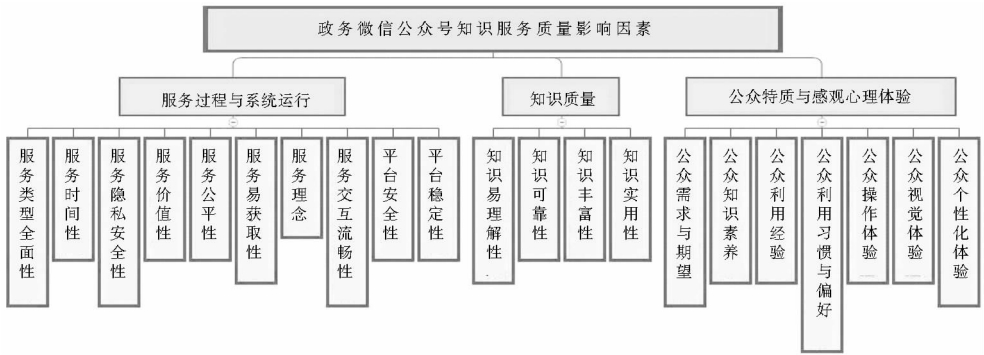 政务微信公众号知识服务质量影响因素
服务过程与系统运行
知识质量
公众特质与感观心理体验
服务类型全面性
服务时间性
服务隐私安全性
服务价值性
服务公平性
服务易获取性
服务理念
服务交互流畅性
平台安全性
平台稳定性
知识易理解性
知识可靠性
知识丰富性
知识实用性
公众需求与期望
公众知识素养
公众利用经验
公众利用习惯与偏好
公众操作体验
公众视觉体验
公众个性化体验